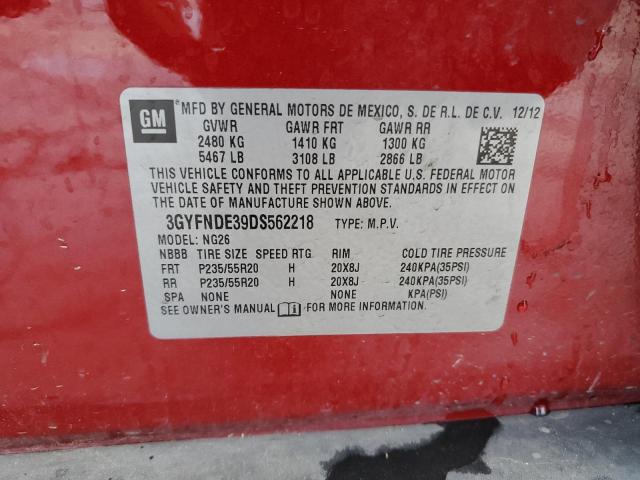 GM
MFD BY GENERAL MOTORS DE MEXICO, S. DE R.L. DE C.V. 12/12
GVWR GAWR FRT GAWR RR
2480 KG 1410 KG 1300 KG
5467 LB 3108 LB 2866 LB
THIS VEHICLE CONFORMS TO ALL APPLICABLE U.S. FEDERAL MOTOR
VEHICLE SAFETY AND THEFT PREVENTION STANDARDS IN EFFECT ON
THE DATE OF MANUFACTURE SHOWN ABOVE.
3GYFNDE39DS562218 TYPE: M.P.V.
MODEL: NG26
NBBB TIRE SIZE SPEED RTG RIM COLD TIRE PRESSURE
FRT P235/55R20 H 20X8J 240KPA(35PSI)
RR P235/55R20 H 20X8J 240KPA(35PSI)
SPA NONE NONE KPA(PSI)
SEE OWNER'S MANUAL i FOR MORE INFORMATION.